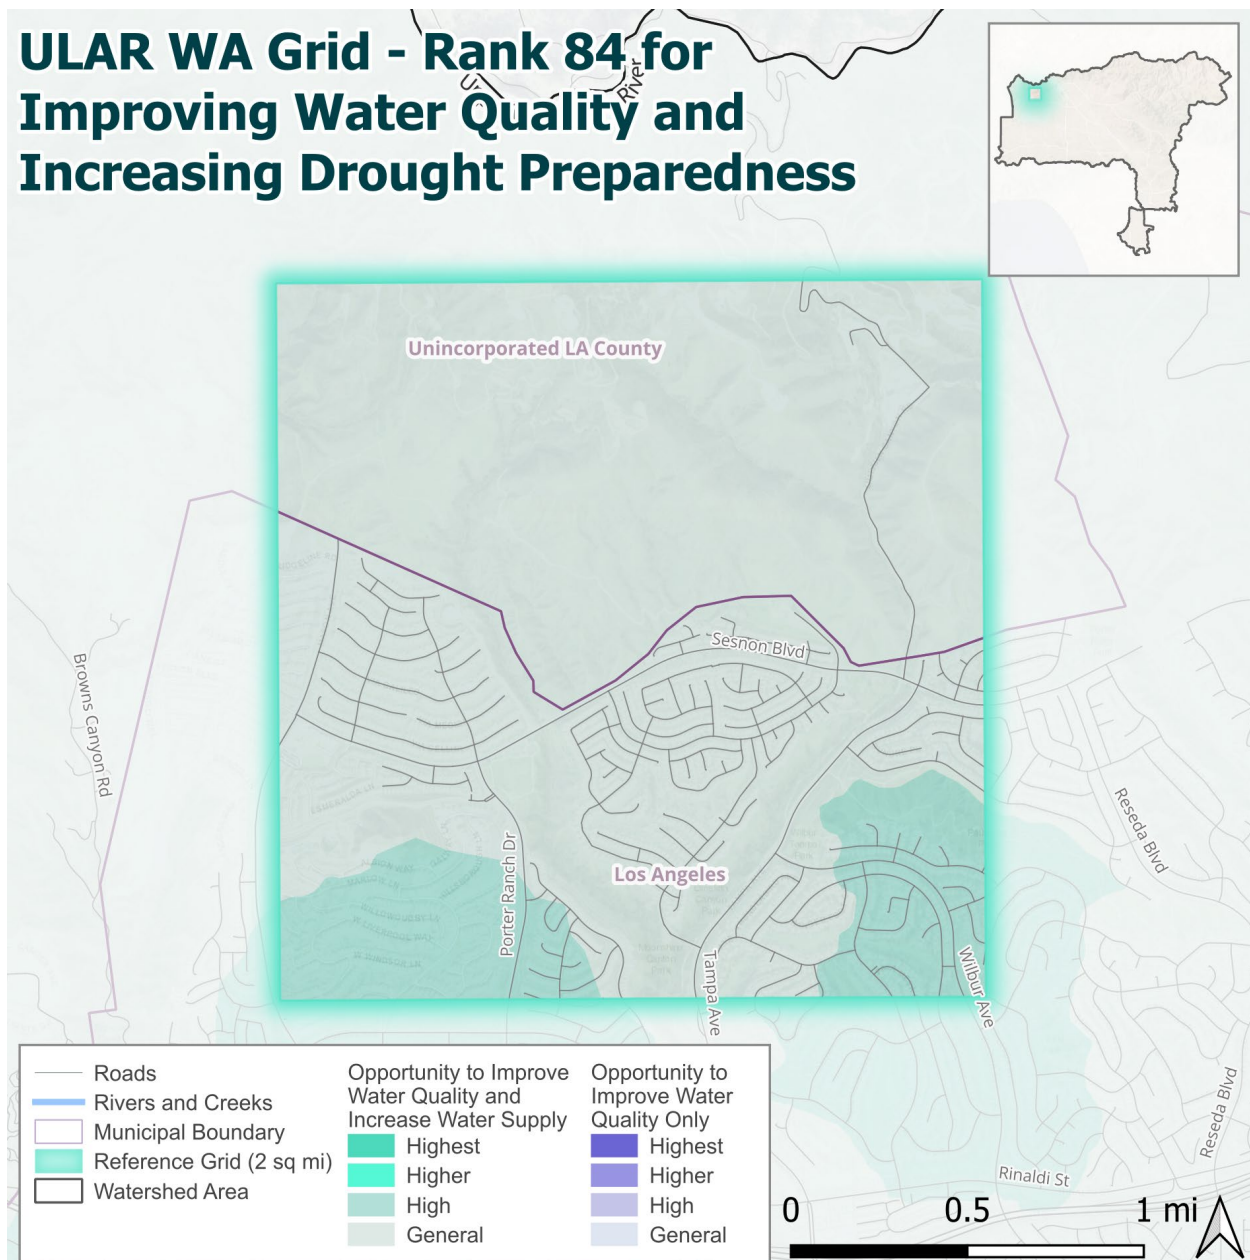 ULAR WA Grid - Rank 84 for
Improving Water Quality and
Increasing Drought Preparedness
River
Unincorporated LA County
Sesnon Blvd
Browns Canyon Rd
Reseda Blvd
Los Angeles
Porter Ranch Dr
Tampa Ave
Wilbur Ave
Reseda Blvd
Rinaldi St
Roads
Rivers and Creeks
Municipal Boundary
Reference Grid (2 sq mi)
Watershed Area
Opportunity to Improve
Water Quality and
Increase Water Supply
Highest
Higher
High
General
Opportunity to
Improve Water
Quality Only
Highest
Higher
High
General
0 0.5 1 mi